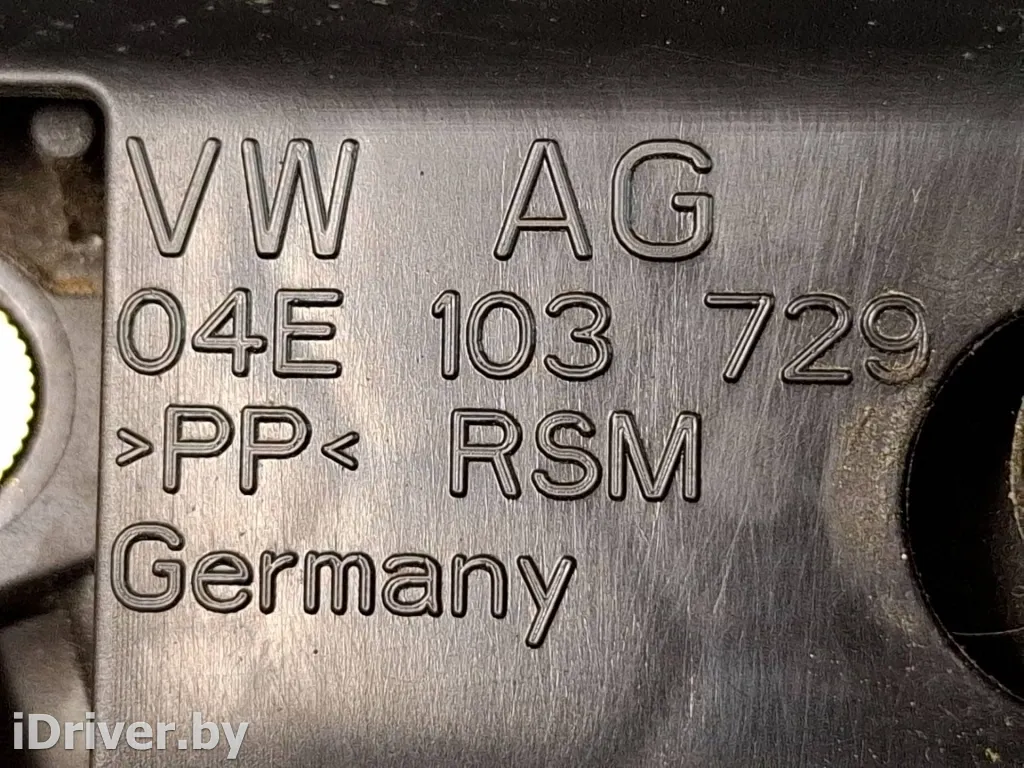 VW AG
04E 103 729
>PP< RSM
Germany
iDriver.by